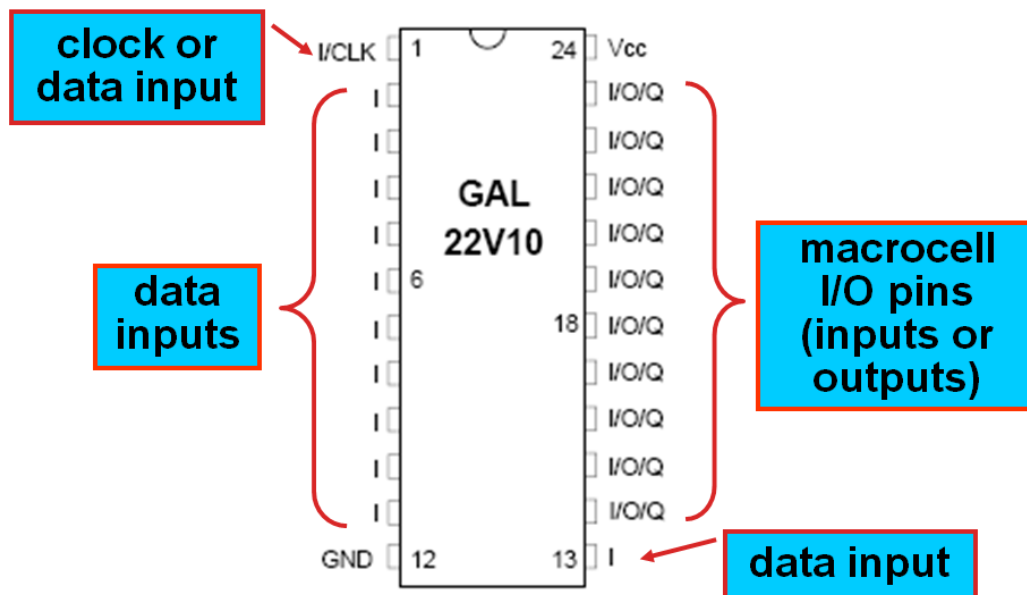 clock or
data input
I/CLK
1
24
Vcc
I
I/O/Q
I
I/O/Q
I
I/O/Q
I
I/O/Q
I
6
I/O/Q
I
18
I/O/Q
I
I/O/Q
I
I/O/Q
I
I/O/Q
I
I/O/Q
GND
12
13
I
GAL
22V10
data
inputs
macrocell
I/O pins
(inputs or
outputs)
data input